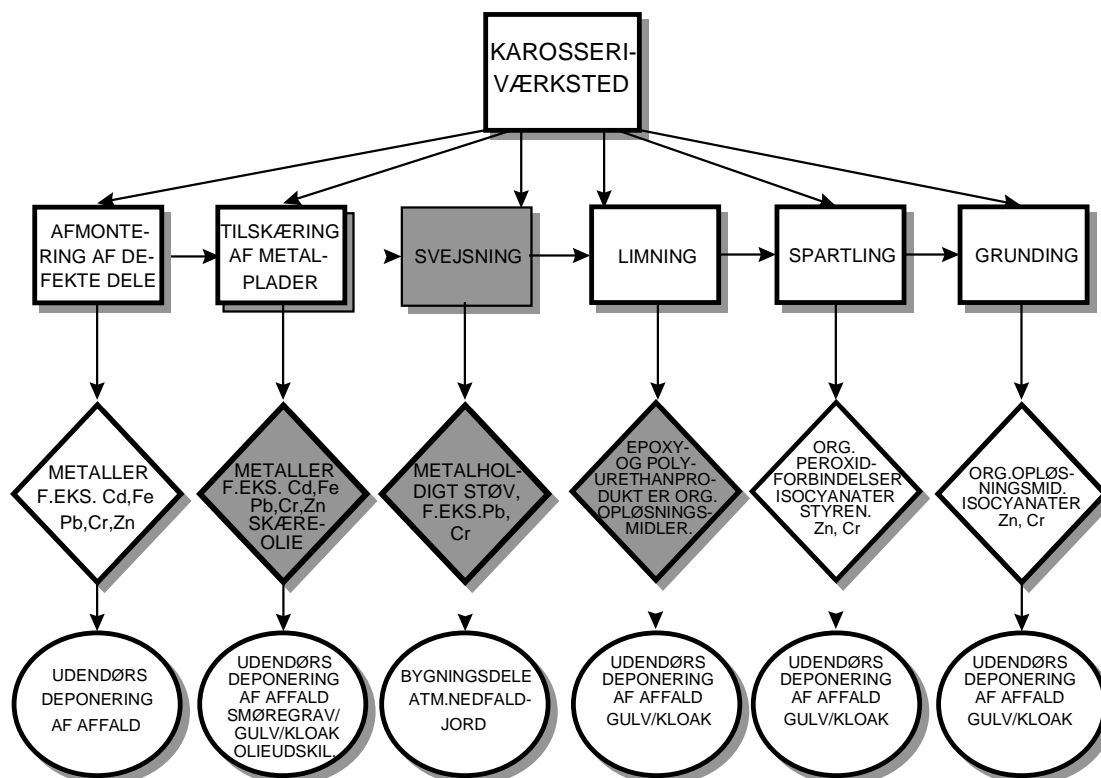 KAROSSERI-
VÆRKSTED
AFMONTE-
RING AF DE-
FEKTE DELE
TILSKÆRING
AF METAL-
PLADER
SVEJSNING
LIMNING
SPARTLING
GRUNDING
METALLER
F.EKS. Cd,Fe
Pb,Cr,Zn
METALLER
F.EKS. Cd,Fe
Pb,Cr,Zn
SKÆRE-
OLIE
METALHOL-
DIGT STØV,
F.EKS.Pb,
Cr
EPOXY-
OG POLY-
URETHANPRO-
DUKT ER ORG.
OPLØSNINGS-
MIDLER.
ORG.
PEROXID-
FORBINDELSER
ISOCYANATER
STYREN.
Zn, Cr
ORG.OPLØS-
NINGSMID.
ISOCYANATER
Zn, Cr
UDENDØRS
DEPONERING
AF AFFALD
UDENDØRS
DEPONERING
AF AFFALD
SMØREGRAV/
GULV/KLOAK
OLIEUDSKIL.
BYGNINGSDELE
ATM.NEDFALD-
JORD
UDENDØRS
DEPONERING
AF AFFALD
GULV/KLOAK
UDENDØRS
DEPONERING
AF AFFALD
GULV/KLOAK
UDENDØRS
DEPONERING
AF AFFALD
GULV/KLOAK